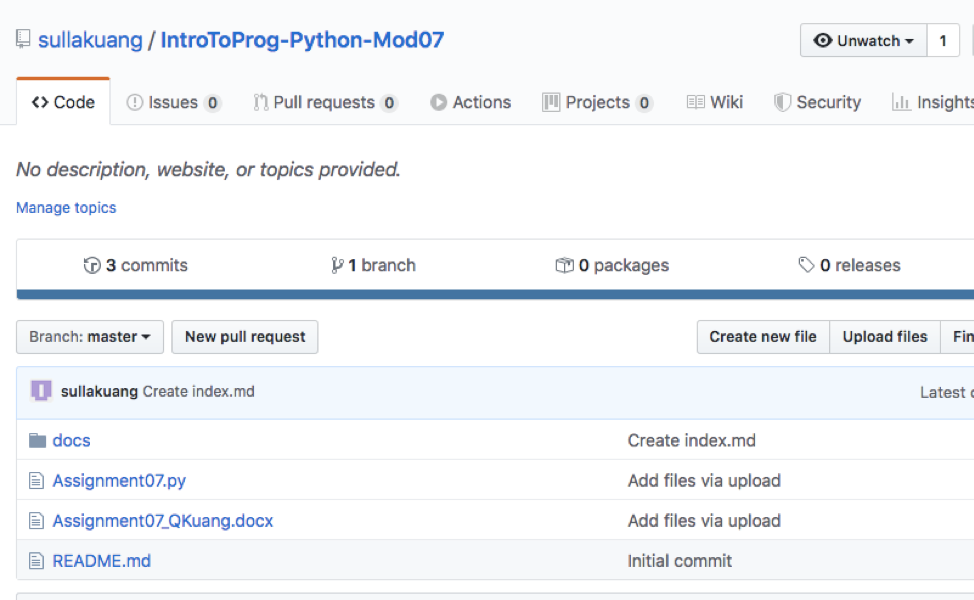 sullakuang / IntroToProg-Python-Mod07
Unwatch 1
Code Issues 0 Pull requests 0 Actions Projects 0 Wiki Security Insights
No description, website, or topics provided.
Manage topics
3 commits 1 branch 0 packages 0 releases
Branch: master New pull request Create new file Upload files Fin
sullakuang Create index.md Latest
docs Create index.md
Assignment07.py Add files via upload
Assignment07_QKuang.docx Add files via upload
README.md Initial commit